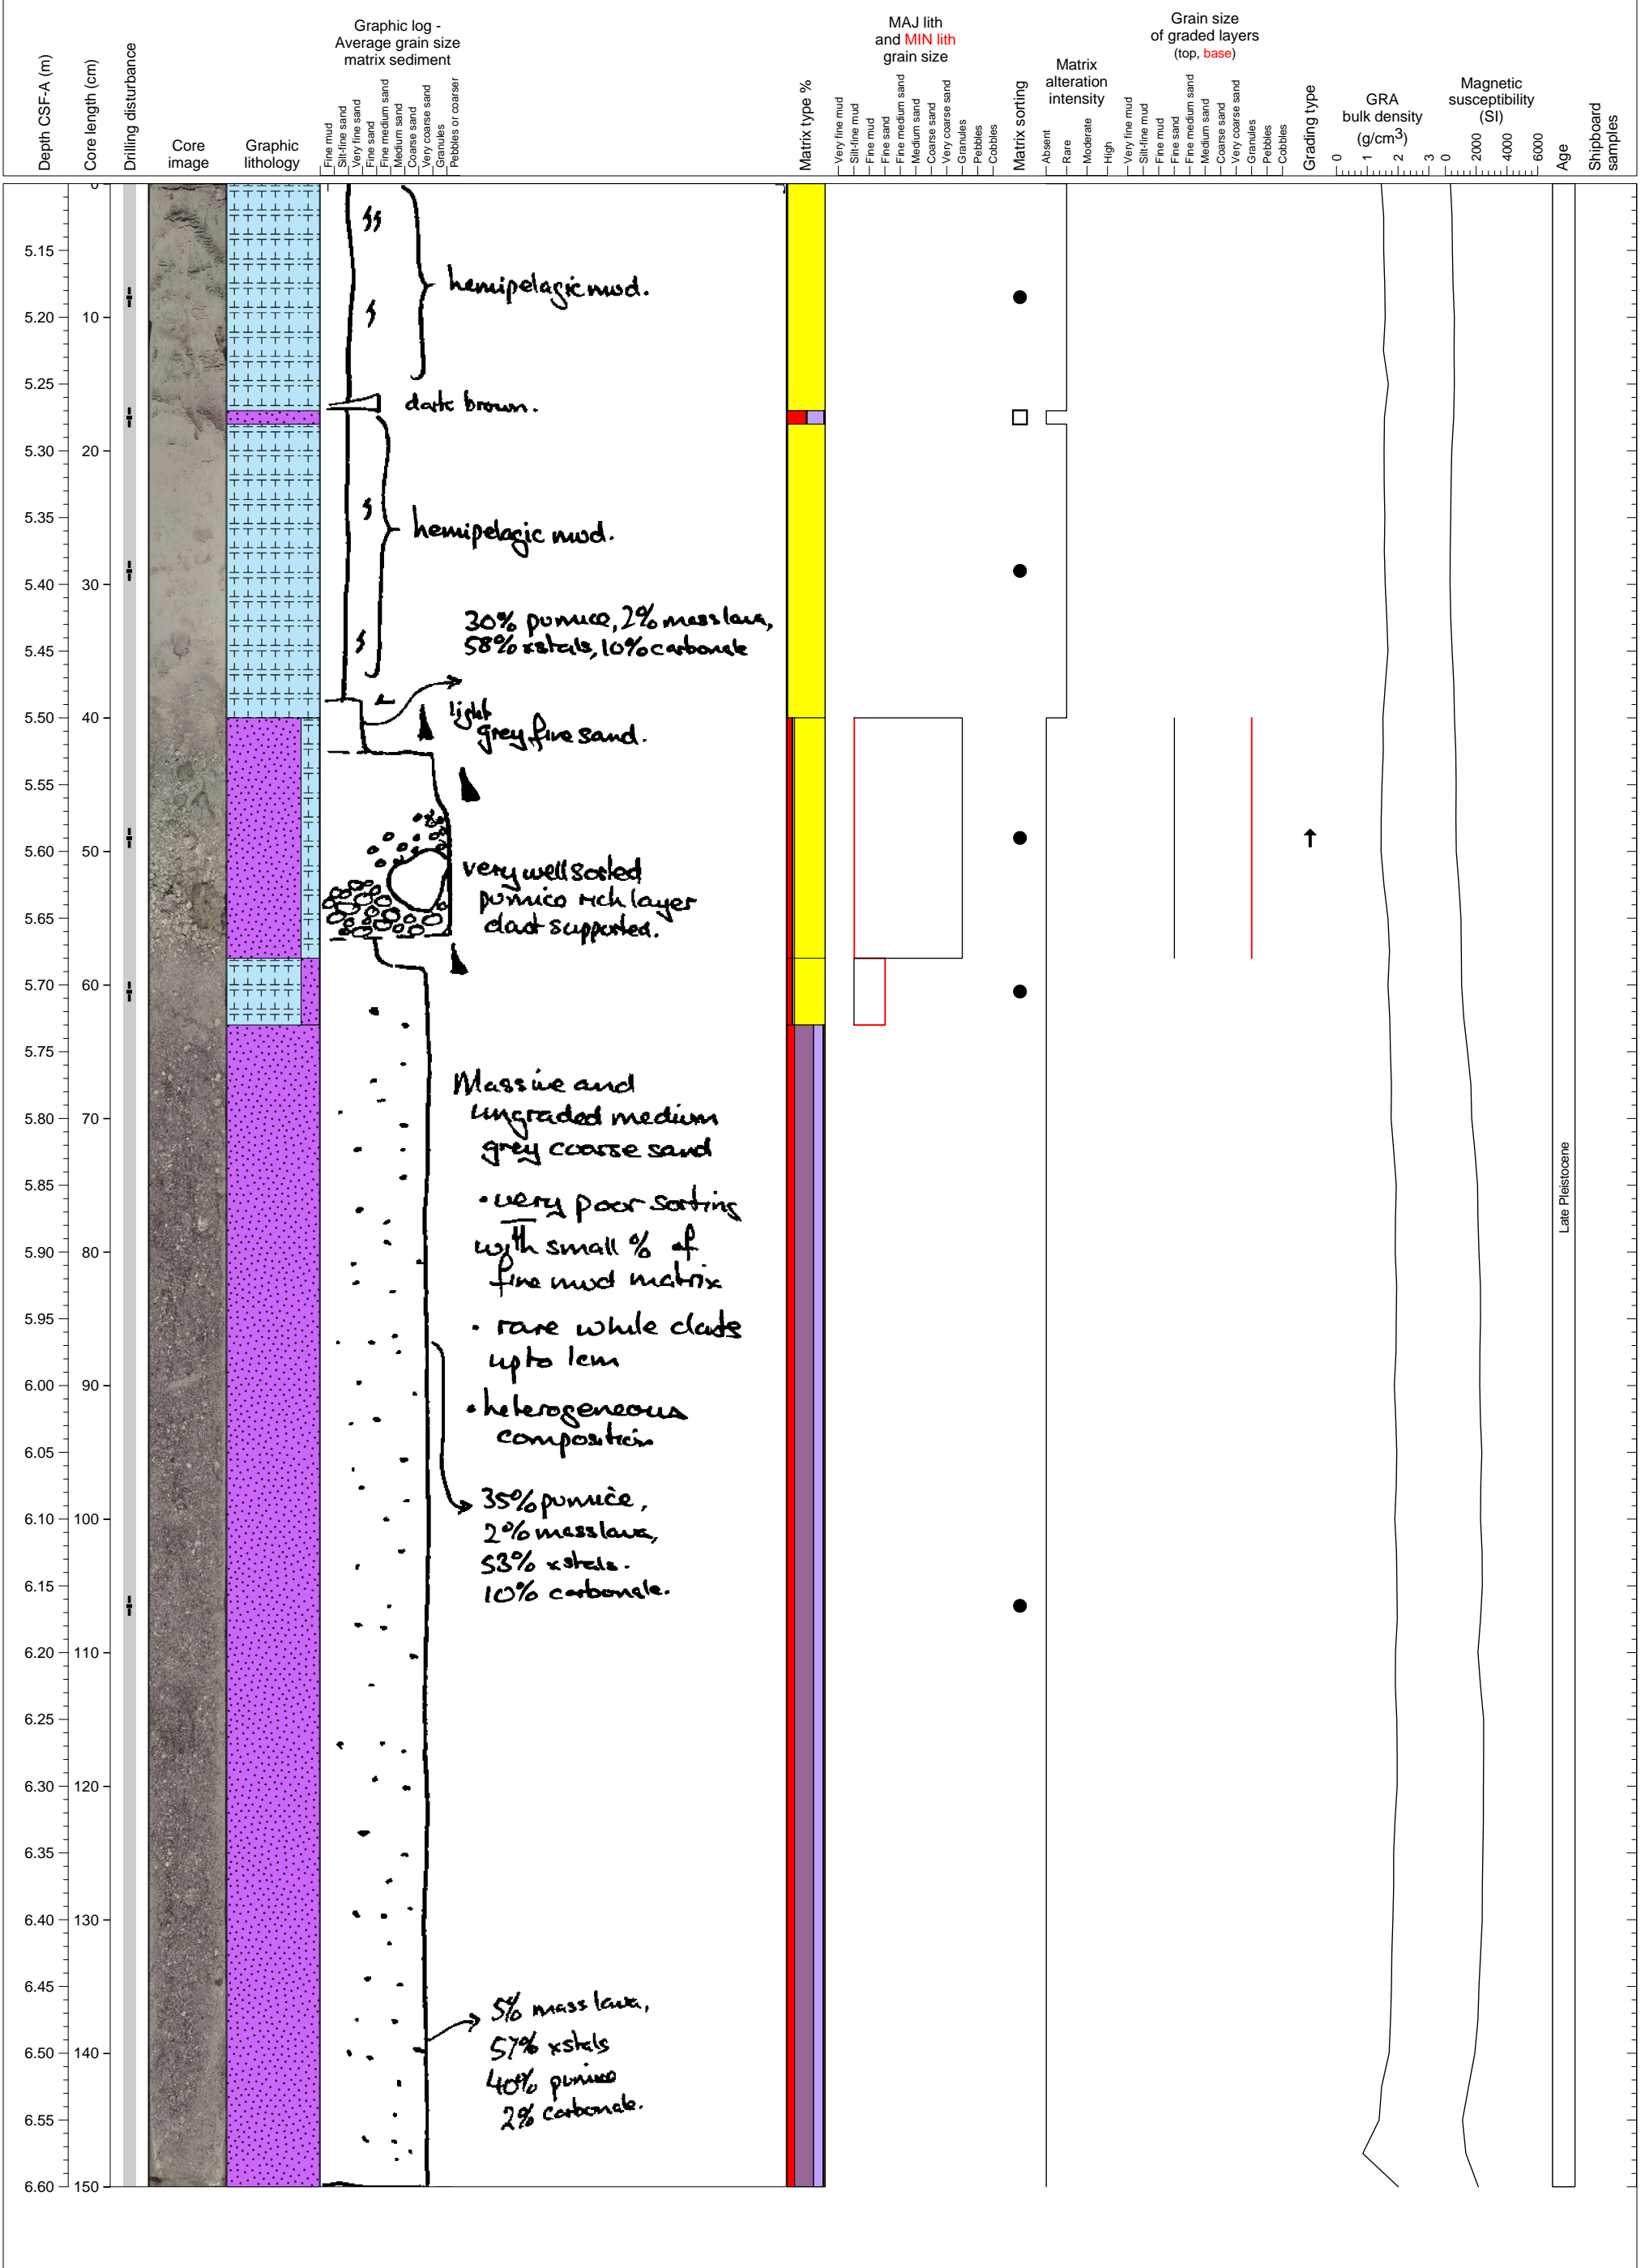 Depth CSF-A (m)
Core length (cm)
Drilling disturbance
Core
image
Graphic
lithology
Graphic log -
Average grain size
matrix sediment
Fine mud
Silt-fine sand
Very fine sand
Fine sand
Fine medium sand
Medium sand
Coarse sand
Very coarse sand
Granules
Pebbles or coarser
Matrix type %
MAJ lith
and MIN lith
grain size
Very fine mud
Silt-fine mud
Fine mud
Fine sand
Fine medium sand
Medium sand
Coarse sand
Very coarse sand
Granules
Pebbles
Cobbles
Matrix sorting
Matrix
alteration
intensity
Absent
Rare
Moderate
High
Grain size
of graded layers
(top, base)
Very fine mud
Silt-fine mud
Fine mud
Fine sand
Fine medium sand
Medium sand
Coarse sand
Very coarse sand
Granules
Pebbles
Cobbles
Grading type
GRA
bulk density
(g/cm3)
0 1 2 3
Magnetic
susceptibility
(SI)
0 2000 4000 6000
Age
Shipboard
samples
0
5.15
5.20 10
5.25
5.30 20
5.35
5.40 30
5.45
5.50 40
5.55
5.60 50
5.65
5.70 60
5.75
5.80 70
5.85
5.90 80
5.95
6.00 90
6.05
6.10 100
6.15
6.20 110
6.25
6.30 120
6.35
6.40 130
6.45
6.50 140
6.55
6.60 150
hemipelagic mud.
dark brown.
hemipelagic mud.
30% pumice, 2% mass lava,
58% xstals, 10% carbonate
light
grey fine sand.
very well sorted
pumice rich layer
clast supported.
Massive and
ungraded medium
grey coarse sand
• very poor sorting
with small % of
fine mud matrix
• rare white clasts
up to 1cm
• heterogeneous
composition
35% pumice,
2% mass lava,
53% xstals.
10% carbonate.
5% mass lava,
57% xstals
40% pumice
2% carbonate.
Late Pleistocene